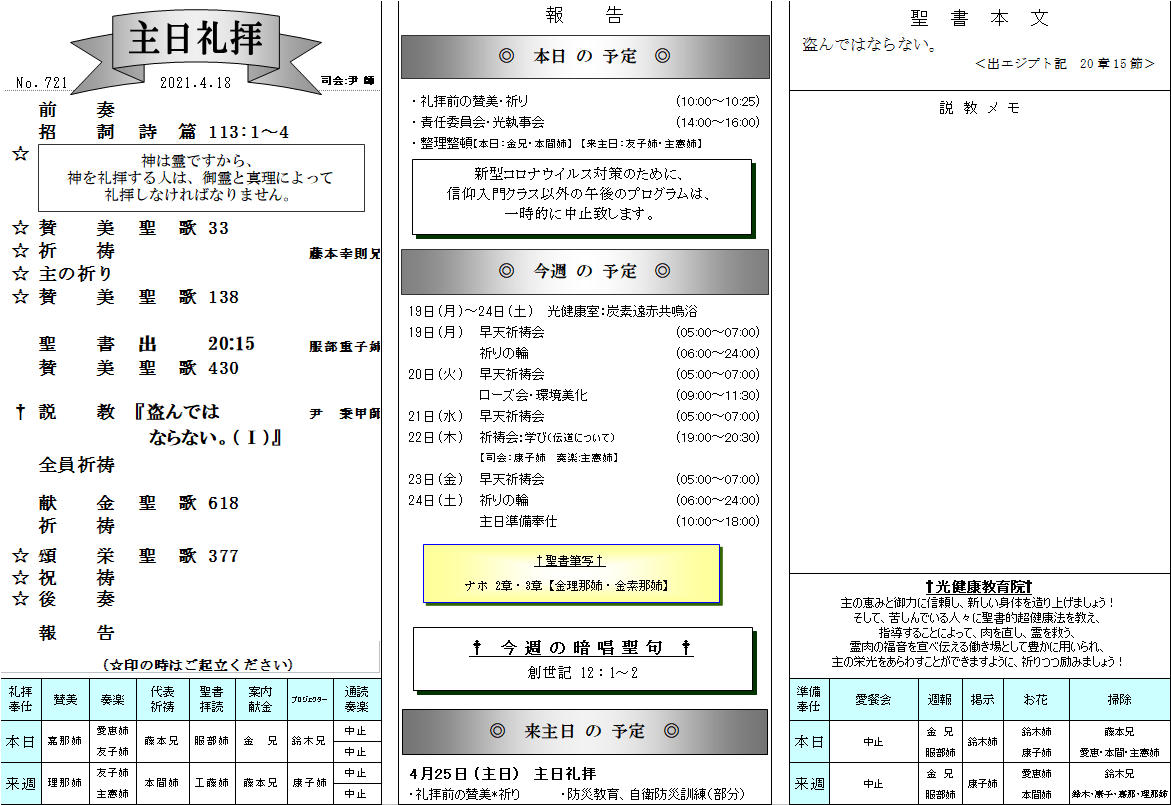 主日礼拝
No. 721
2021.4.18
司会:尹 師
前 奏
招 詞 詩 篇 113:1～4
☆
神は霊ですから、
神を礼拝する人は、御霊と真理によって
礼拝しなければなりません。
☆ 賛 美 聖 歌 33
☆ 祈 祷 藤本幸則兄
☆ 主の祈り
☆ 賛 美 聖 歌 138
聖 書 出 20:15 服部重子姉
賛 美 聖 歌 430
† 説 教 『盗んでは 尹 秉甲師
ならない。(Ⅰ)』
全員祈祷
献 金 聖 歌 618
祈 祷
☆ 頌 栄 聖 歌 377
☆ 祝 祷
☆ 後 奏
報 告
(☆印の時はご起立ください)
礼拝奉仕 賛美 奏楽 代表祈祷 聖書拝読 案内献金 プロジェクター 通読奏楽
本日 嘉那姉 愛恵姉 友子姉 藤本兄 服部姉 金 兄 鈴木兄 中止 中止
来週 理那姉 友子姉 主憲姉 本間姉 工藤姉 藤本兄 康子姉 中止 中止
報 告
◎ 本日 の 予定 ◎
・礼拝前の賛美・祈り (10:00～10:25)
・責任委員会・光執事会 (14:00～16:00)
・整理整頓【本日:金兄・本間姉】【来主日:友子姉・主憲姉】
新型コロナウイルス対策のために、
信仰入門クラス以外の午後のプログラムは、
一時的に中止致します。
◎ 今週 の 予定 ◎
19日(月)～24日(土) 光健康室:炭素遠赤共鳴浴
19日(月) 早天祈祷会 (05:00～07:00)
祈りの輪 (06:00～24:00)
20日(火) 早天祈祷会 (05:00～07:00)
ローズ会・環境美化 (09:00～11:30)
21日(水) 早天祈祷会 (05:00～07:00)
22日(木) 祈祷会:学び(伝道について) (19:00～20:30)
【司会:康子姉 奏楽:主憲姉】
23日(金) 早天祈祷会 (05:00～07:00)
24日(土) 祈りの輪 (06:00～24:00)
主日準備奉仕 (10:00～18:00)
†聖書筆写†
ナホ 2章・3章【金理那姉・金索那姉】
† 今週の暗唱聖句 †
創世記 12:1～2
◎ 来主日 の 予定 ◎
4月25日(主日) 主日礼拝
・礼拝前の賛美*祈り ・防災教育、自衛防災訓練(部分)
聖 書 本 文
盗んではならない。
＜出エジプト記 20章15節＞
説 教 メ モ
†光健康教育院†
主の恵みと御力に信頼し、新しい身体を造り上げましょう!
そして、苦しんでいる人々に聖書的超健康法を教え、
指導することによって、肉を直し、霊を救う、
霊肉の福音を宣べ伝える働き場として豊かに用いられ、
主の栄光をあらわすことができますように、祈りつつ励みましょう!
準備奉仕 愛餐会 週報 掲示 お花 掃除
本日 中止 金 兄 服部姉 鈴木姉 鈴木姉 康子姉 藤本兄 愛恵・本間・主憲姉
来週 中止 金 兄 服部姉 康子姉 愛恵姉 本間姉 鈴木兄 鈴木・康子・嘉那・理那姉